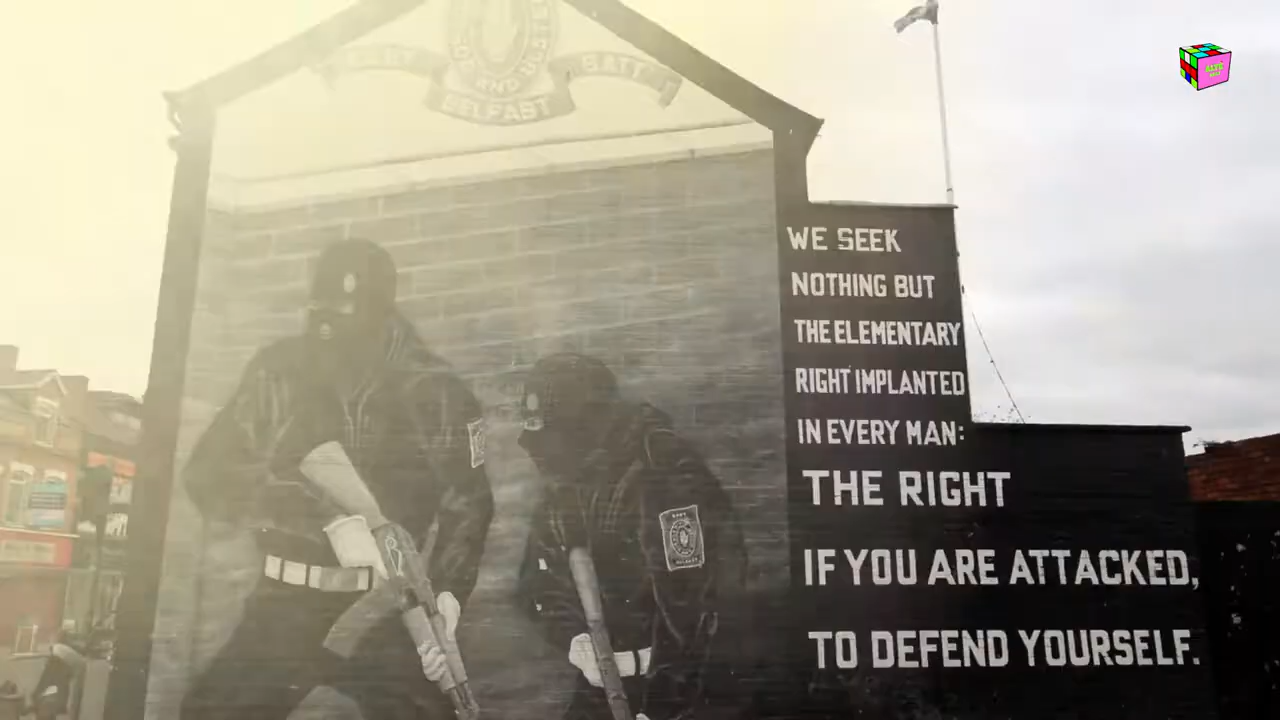 BATT
BELFAST
WE SEEK
NOTHING BUT
THE ELEMENTARY
RIGHT IMPLANTED
IN EVERY MAN:
THE RIGHT
IF YOU ARE ATTACKED,
TO DEFEND YOURSELF.